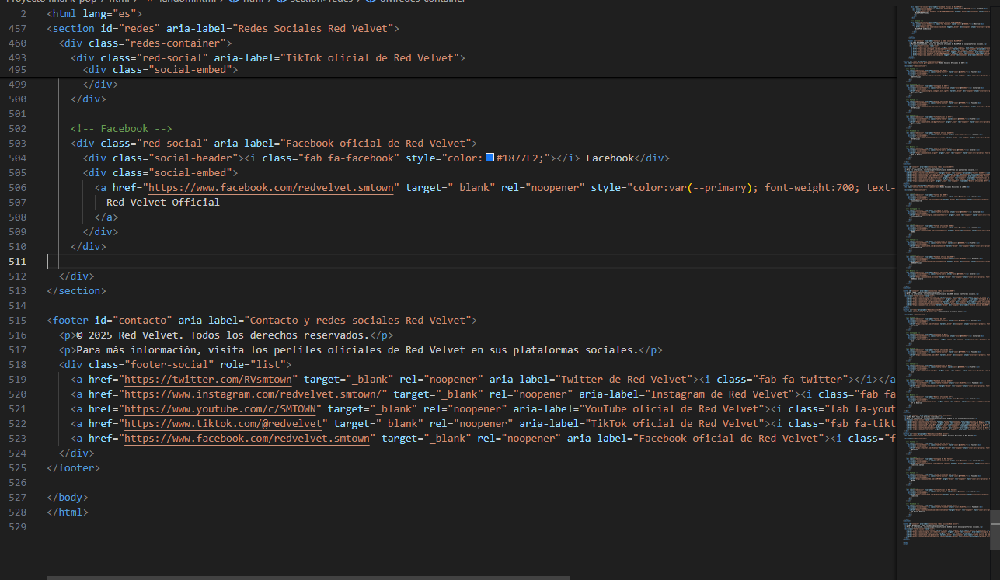 2 <html lang="es">
457 <section id="redes" aria-label="Redes Sociales Red Velvet">
460 <div class="redes-container">
493 <div class="red-social" aria-label="TikTok oficial de Red Velvet">
495 <div class="social-embed">
499 </div>
500 </div>
501
502 <!-- Facebook -->
503 <div class="red-social" aria-label="Facebook oficial de Red Velvet">
504 <div class="social-header"><i class="fab fa-facebook" style="color:#1877F2;"></i> Facebook</div>
505 <div class="social-embed">
506 <a href="https://www.facebook.com/redvelvet.smtown" target="_blank" rel="noopener" style="color:var(--primary); font-weight:700; text-
507 Red Velvet Official
508 </a>
509 </div>
510 </div>
511
512 </div>
513 </section>
514
515 <footer id="contacto" aria-label="Contacto y redes sociales Red Velvet">
516 <p>© 2025 Red Velvet. Todos los derechos reservados.</p>
517 <p>Para más información, visita los perfiles oficiales de Red Velvet en sus plataformas sociales.</p>
518 <div class="footer-social" role="list">
519 <a href="https://twitter.com/RVsmtown" target="_blank" rel="noopener" aria-label="Twitter de Red Velvet"><i class="fab fa-twitter"></i></a
520 <a href="https://www.instagram.com/redvelvet.smtown/" target="_blank" rel="noopener" aria-label="Instagram de Red Velvet"><i class="fab fa
521 <a href="https://www.youtube.com/c/SMTOWN" target="_blank" rel="noopener" aria-label="YouTube oficial de Red Velvet"><i class="fab fa-yout
522 <a href="https://www.tiktok.com/@redvelvet" target="_blank" rel="noopener" aria-label="TikTok oficial de Red Velvet"><i class="fab fa-tikt
523 <a href="https://www.facebook.com/redvelvet.smtown" target="_blank" rel="noopener" aria-label="Facebook oficial de Red Velvet"><i class="f
524 </div>
525 </footer>
526
527 </body>
528 </html>
529